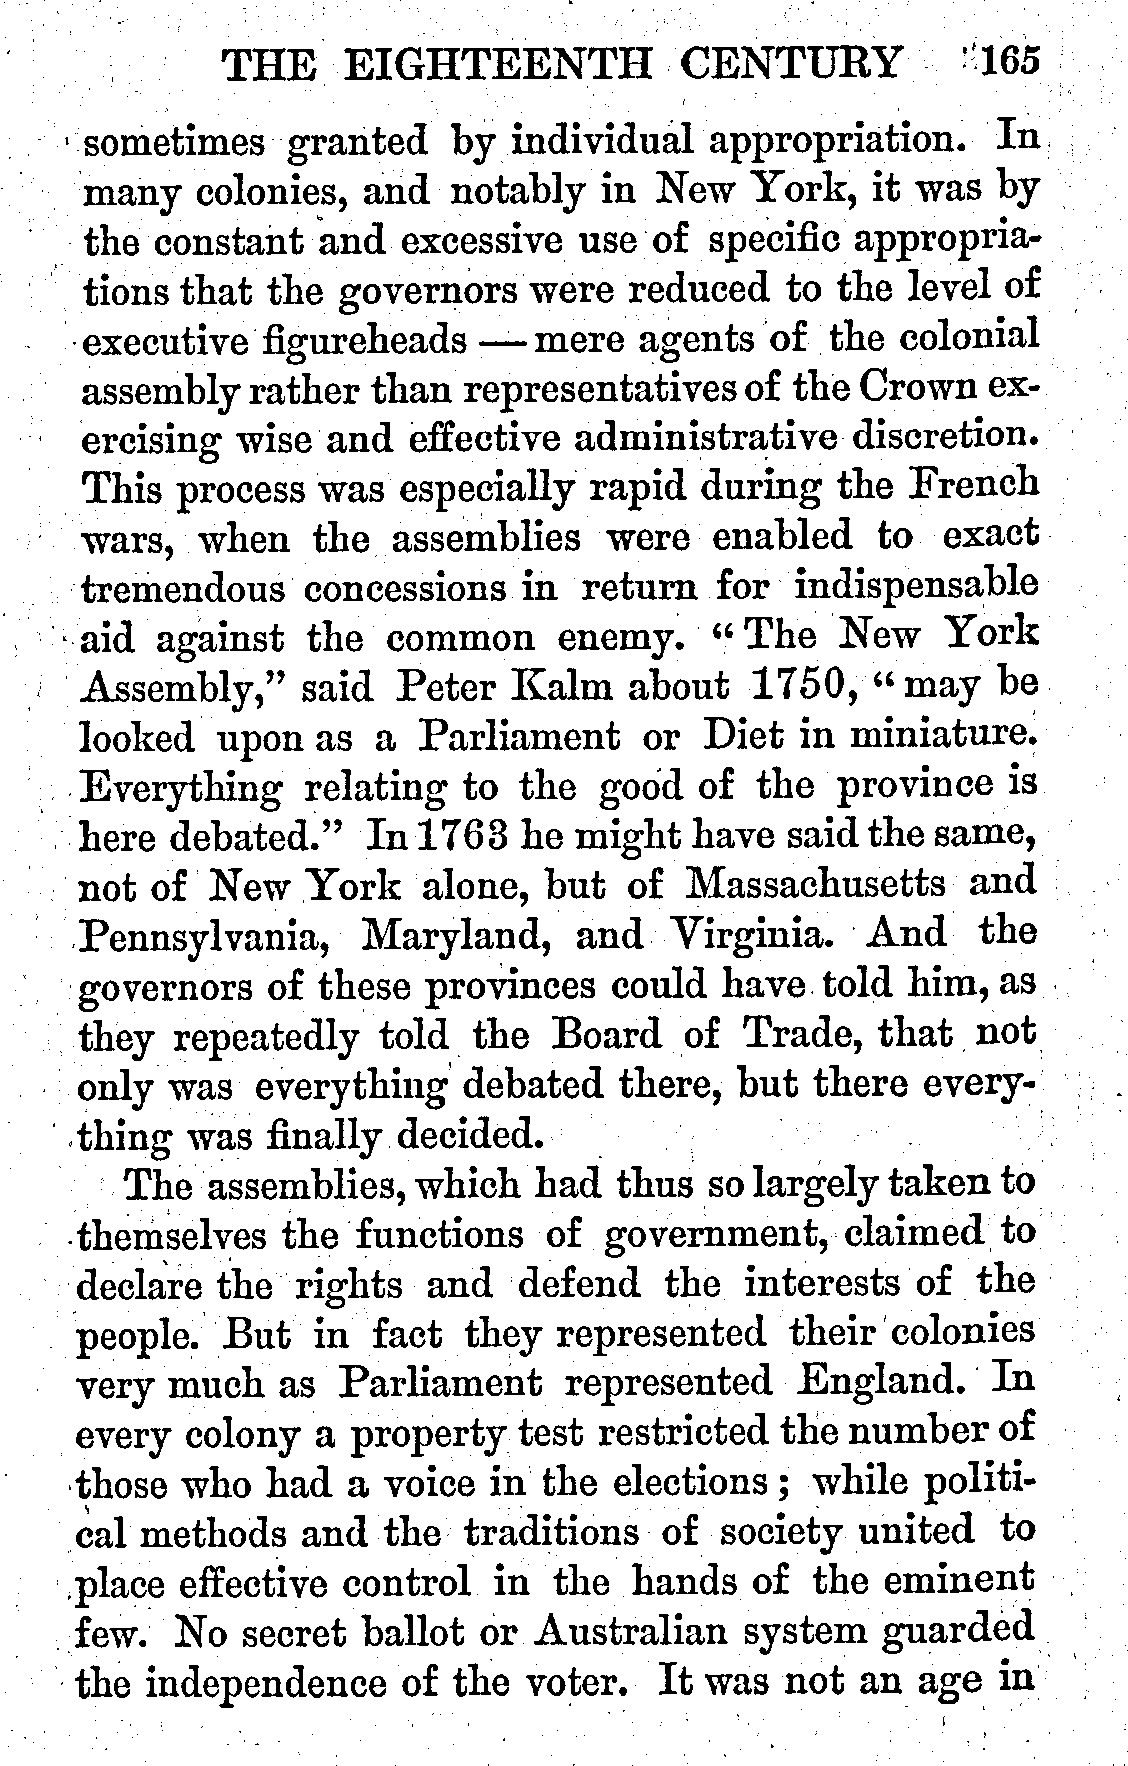 THE EIGHTEENTH CENTURY 165
sometimes granted by individual appropriation. In
many colonies, and notably in New York, it was by
the constant and excessive use of specific appropria-
tions that the governors were reduced to the level of
executive figureheads — mere agents of the colonial
assembly rather than representatives of the Crown ex-
ercising wise and effective administrative discretion.
This process was especially rapid during the French
wars, when the assemblies were enabled to exact
tremendous concessions in return for indispensable
aid against the common enemy. “The New York
Assembly,” said Peter Kalm about 1750, “may be
looked upon as a Parliament or Diet in miniature.
Everything relating to the good of the province is
here debated.” In 1763 he might have said the same,
not of New York alone, but of Massachusetts and
Pennsylvania, Maryland, and Virginia. And the
governors of these provinces could have told him, as
they repeatedly told the Board of Trade, that not
only was everything debated there, but there every-
thing was finally decided.
The assemblies, which had thus so largely taken to
themselves the functions of government, claimed to
declare the rights and defend the interests of the
people. But in fact they represented their colonies
very much as Parliament represented England. In
every colony a property test restricted the number of
those who had a voice in the elections; while politi-
cal methods and the traditions of society united to
place effective control in the hands of the eminent
few. No secret ballot or Australian system guarded
the independence of the voter. It was not an age in